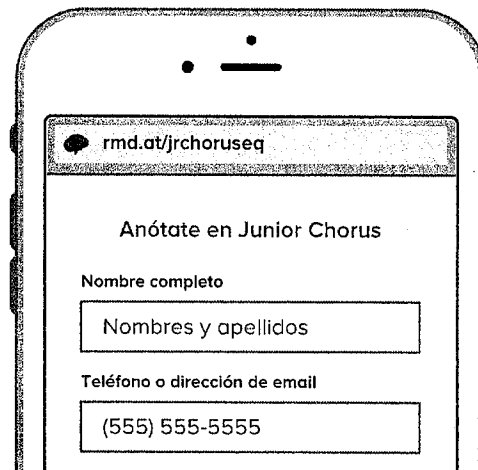 rmd.at/jrchoruseq
Anótate en Junior Chorus
Nombre completo
Nombres y apellidos
Teléfono o dirección de email
(555) 555-5555